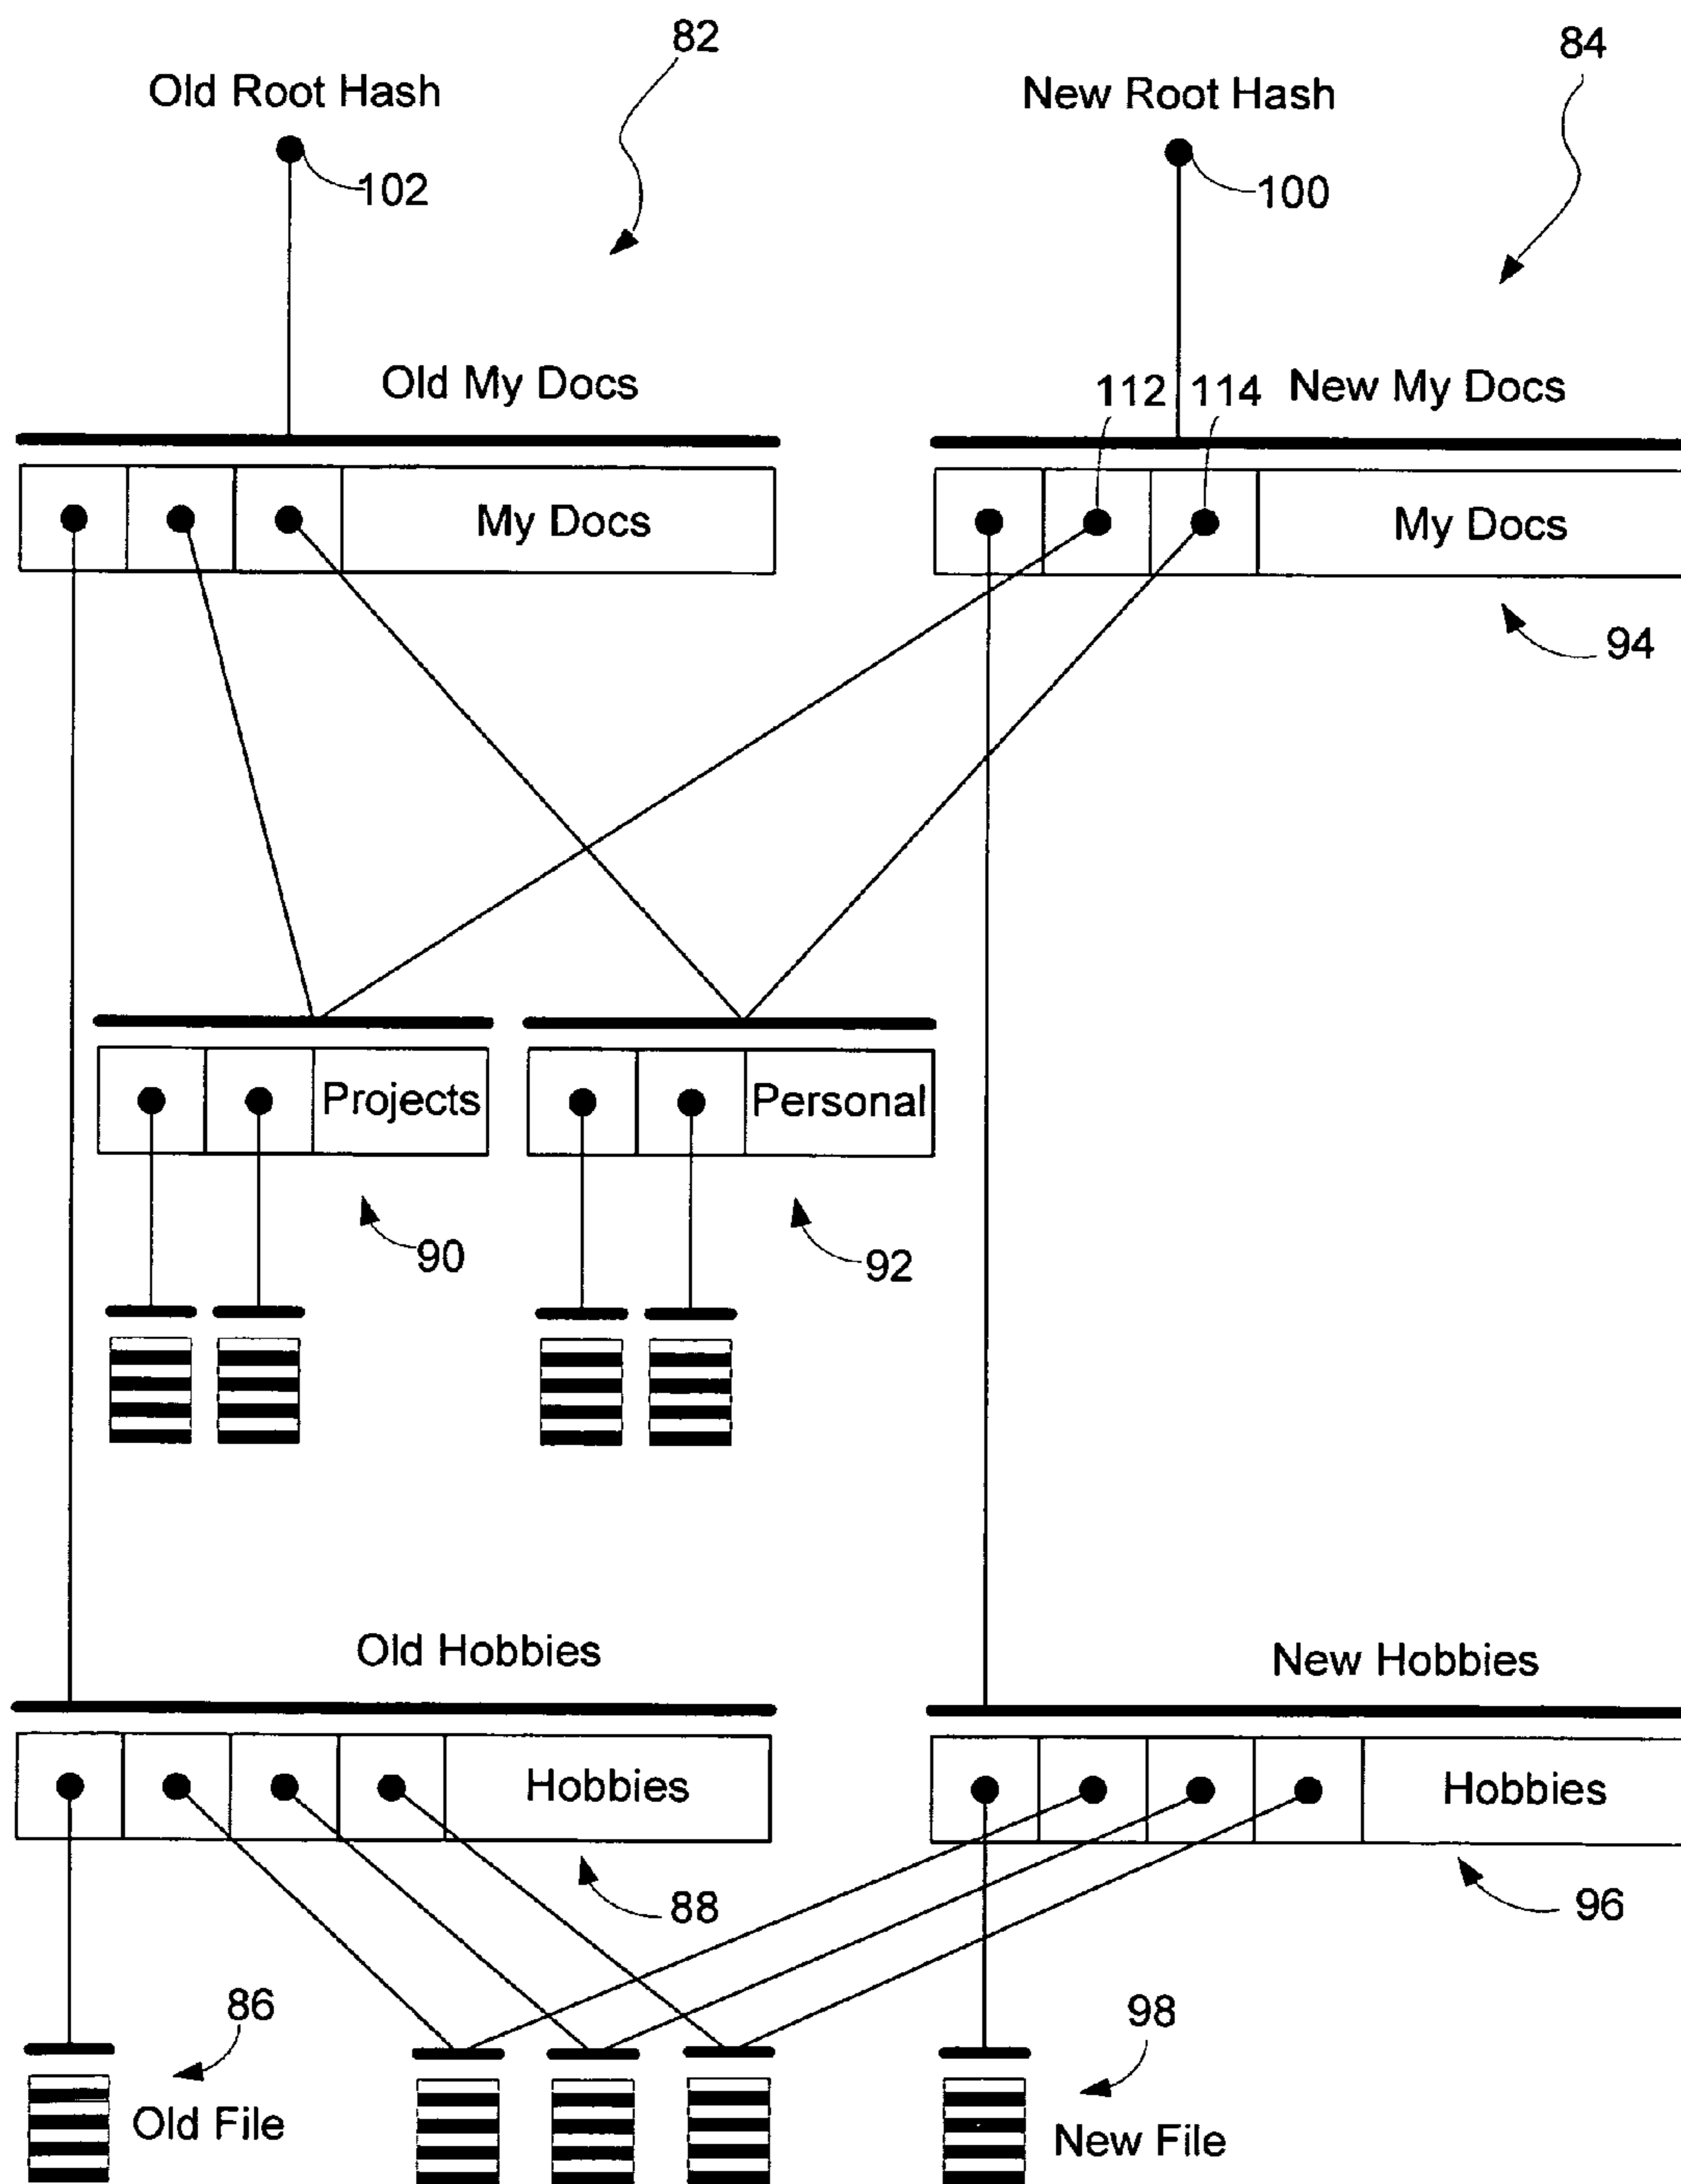 82
84
Old Root Hash
New Root Hash
102
100
Old My Docs
112
114
New My Docs
My Docs
My Docs
94
Projects
Personal
90
92
Old Hobbies
New Hobbies
Hobbies
Hobbies
88
96
86
98
Old File
New File